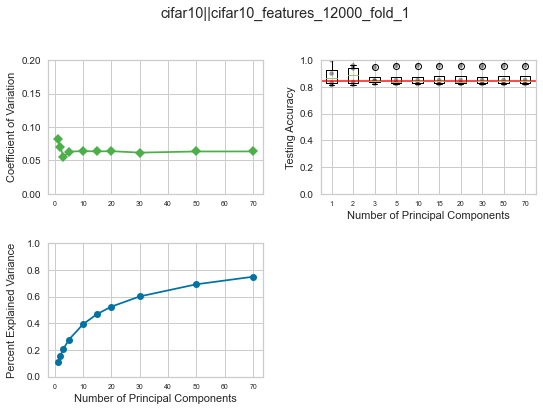 cifar10||cifar10_features_12000_fold_1
Coefficient of Variation
0.20
0.15
0.10
0.05
0.00
0 10 20 30 40 50 60 70
Testing Accuracy
1.0
0.8
0.6
0.4
0.2
0.0
1 2 3 5 10 15 20 30 50 70
Number of Principal Components
Percent Explained Variance
1.0
0.8
0.6
0.4
0.2
0.0
0 10 20 30 40 50 60 70
Number of Principal Components